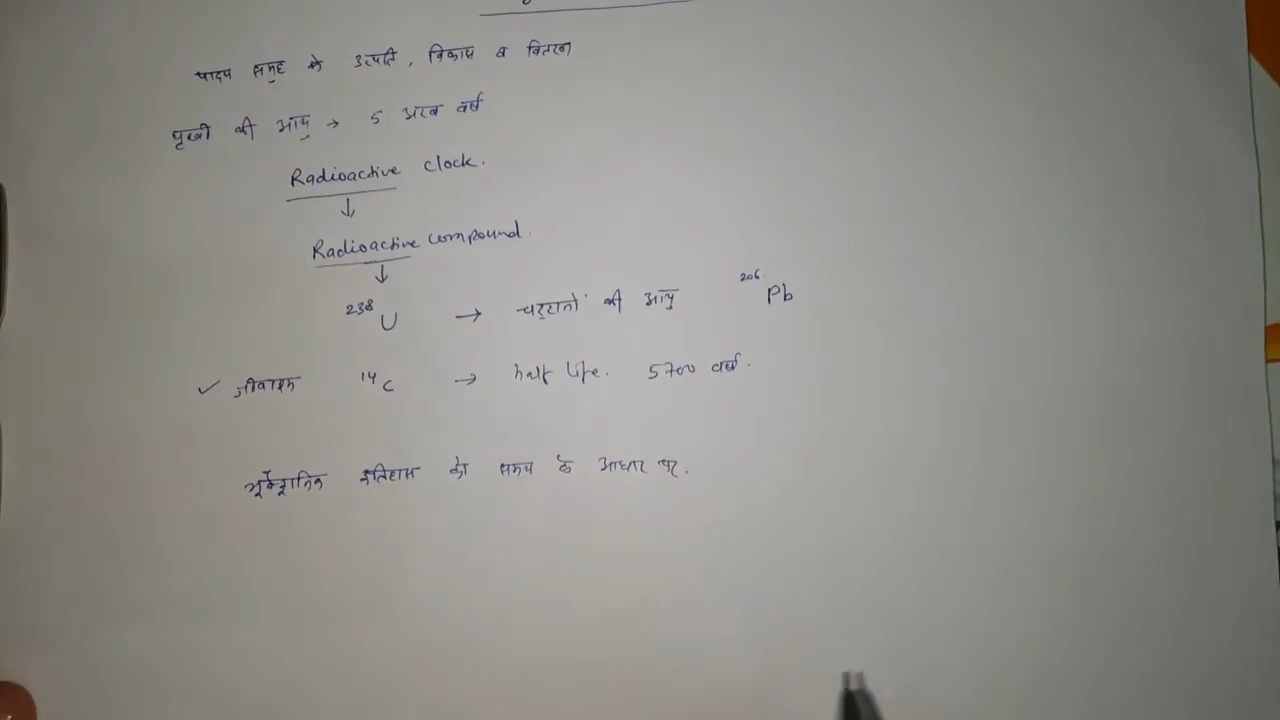 पादप समूह के उत्पति, विकास व वितरण
पृथ्वी की आयु → 5 अरब वर्ष
Radioactive clock.
↓
Radioactive compound.
↓
²³⁸U → चट्टानों की आयु ²⁰⁶Pb
✓ जीवाश्म ¹⁴C → half life. 5700 वर्ष.
भूवैज्ञानिक इतिहास को समय के आधार पर.